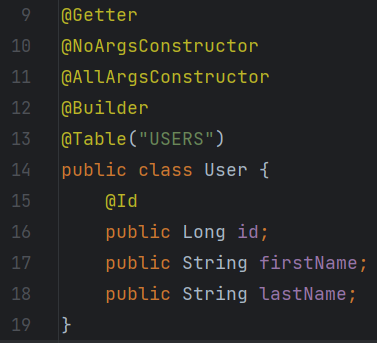 9 @Getter
10 @NoArgsConstructor
11 @AllArgsConstructor
12 @Builder
13 @Table("USERS")
14 public class User {
15 @Id
16 public Long id;
17 public String firstName;
18 public String lastName;
19 }